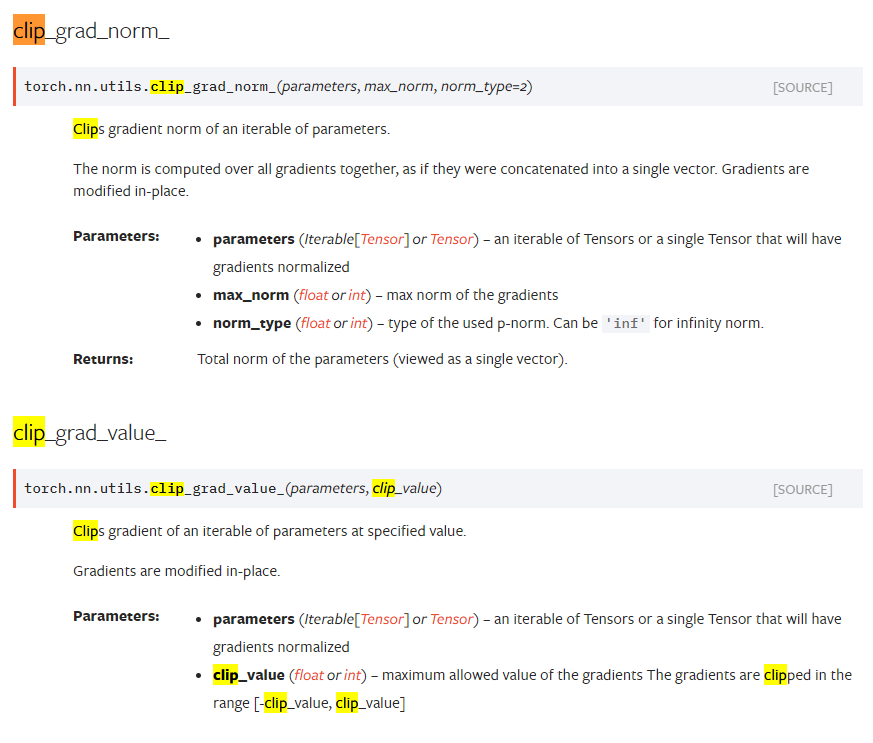 clip_grad_norm_
torch.nn.utils.clip_grad_norm_(parameters, max_norm, norm_type=2)
[SOURCE]
Clips gradient norm of an iterable of parameters.
The norm is computed over all gradients together, as if they were concatenated into a single vector. Gradients are
modified in-place.
Parameters:
• parameters (Iterable[Tensor] or Tensor) – an iterable of Tensors or a single Tensor that will have
gradients normalized
• max_norm (float or int) – max norm of the gradients
• norm_type (float or int) – type of the used p-norm. Can be 'inf' for infinity norm.
Returns:
Total norm of the parameters (viewed as a single vector).
clip_grad_value_
torch.nn.utils.clip_grad_value_(parameters, clip_value)
[SOURCE]
Clips gradient of an iterable of parameters at specified value.
Gradients are modified in-place.
Parameters:
• parameters (Iterable[Tensor] or Tensor) – an iterable of Tensors or a single Tensor that will have
gradients normalized
• clip_value (float or int) – maximum allowed value of the gradients The gradients are clipped in the
range [-clip_value, clip_value]